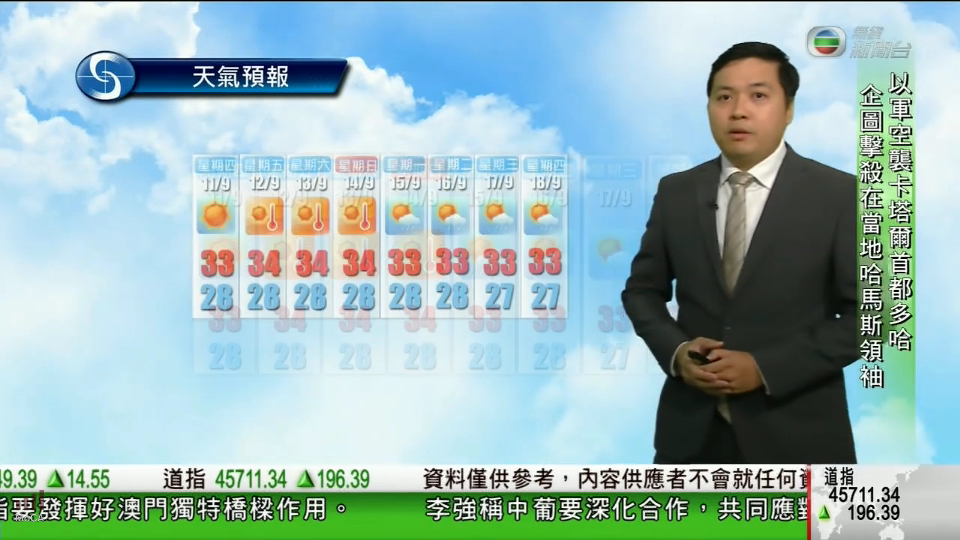 天氣預報
無綫新聞台
以軍空襲卡塔爾首都多哈
企圖擊殺在當地哈馬斯領袖
星期四 星期五 星期六 星期日 星期一 星期二 星期三 星期四
11/9 12/9 13/9 14/9 15/9 16/9 17/9 18/9
33 34 34 34 33 33 33 33
28 28 28 28 28 28 27 27
49.39 ▲14.55 道指 45711.34 ▲196.39 資料僅供參考，內容供應者不會就任何資
指要發揮好澳門獨特橋樑作用。 李強稱中葡要深化合作，共同應對
道指
45711.34
▲ 196.39